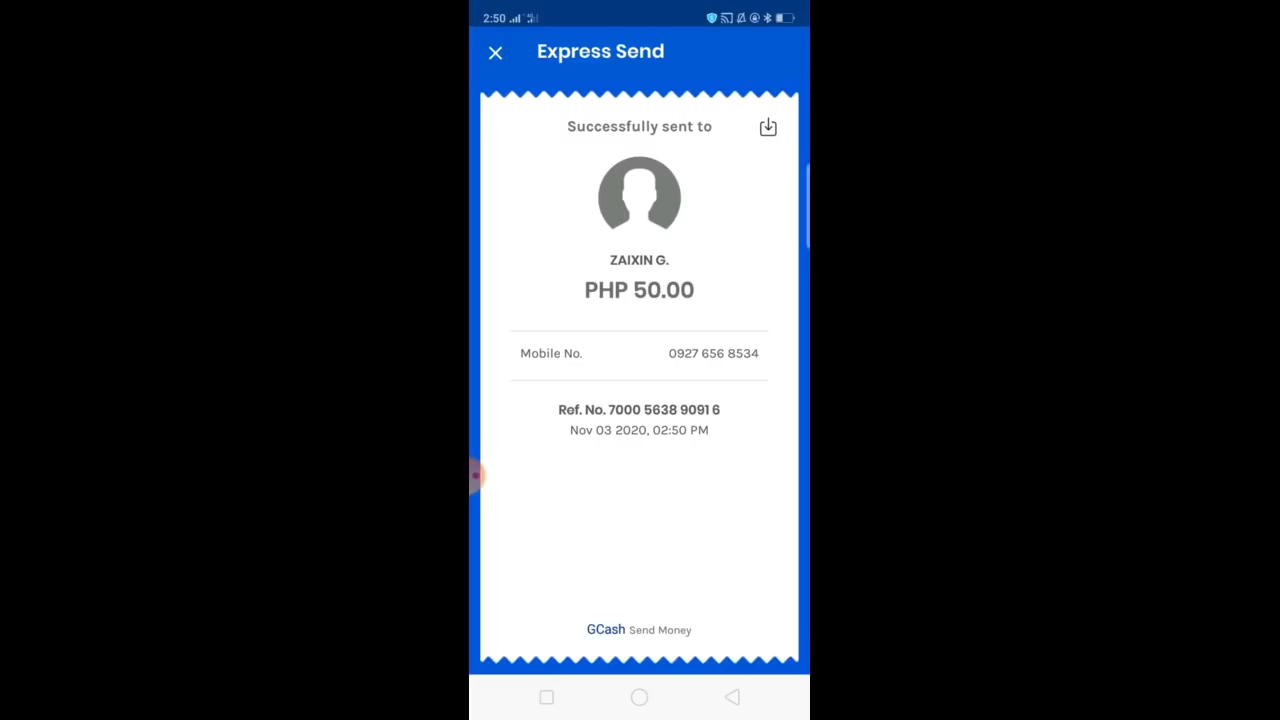 2:50
Express Send
Successfully sent to
ZAIXIN G.
PHP 50.00
Mobile No. 0927 656 8534
Ref. No. 7000 5638 9091 6
Nov 03 2020, 02:50 PM
GCash Send Money